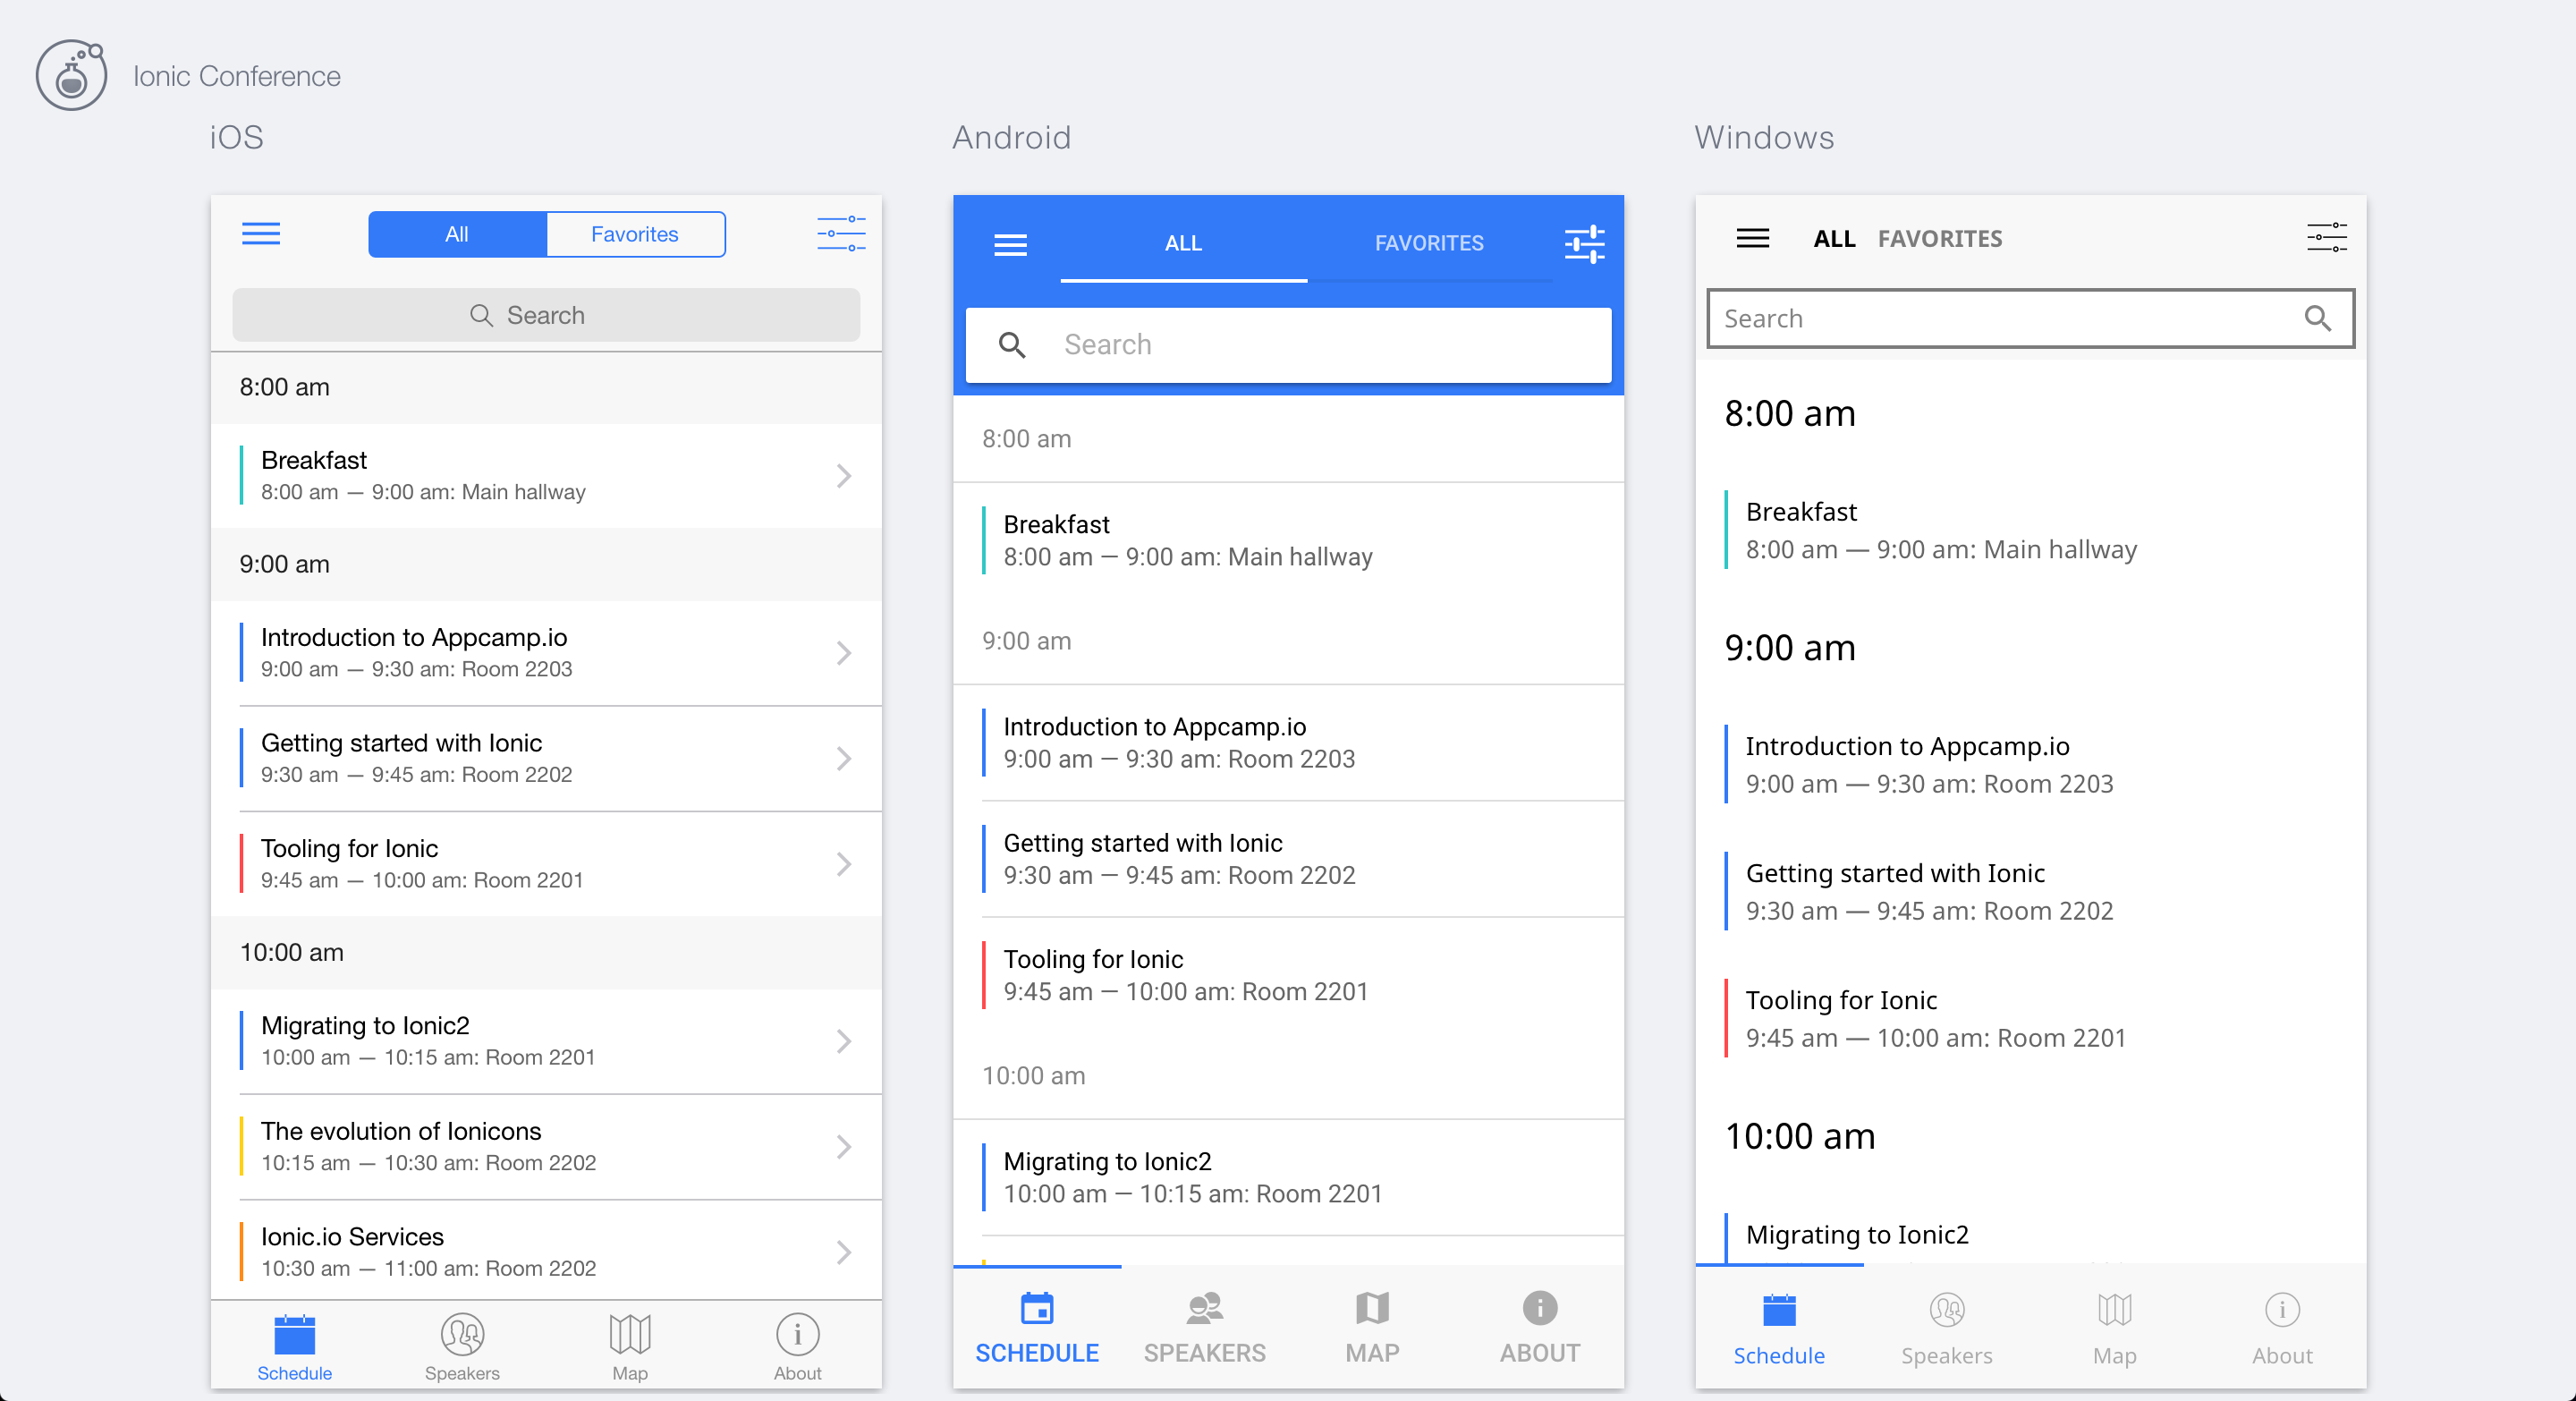 Ionic Conference
iOS
All
Favorites
Search
8:00 am
Breakfast
8:00 am — 9:00 am: Main hallway
9:00 am
Introduction to Appcamp.io
9:00 am — 9:30 am: Room 2203
Getting started with Ionic
9:30 am — 9:45 am: Room 2202
Tooling for Ionic
9:45 am — 10:00 am: Room 2201
10:00 am
Migrating to Ionic2
10:00 am — 10:15 am: Room 2201
The evolution of Ionicons
10:15 am — 10:30 am: Room 2202
Ionic.io Services
10:30 am — 11:00 am: Room 2202
Schedule
Speakers
Map
About
Android
ALL
FAVORITES
Search
8:00 am
Breakfast
8:00 am — 9:00 am: Main hallway
9:00 am
Introduction to Appcamp.io
9:00 am — 9:30 am: Room 2203
Getting started with Ionic
9:30 am — 9:45 am: Room 2202
Tooling for Ionic
9:45 am — 10:00 am: Room 2201
10:00 am
Migrating to Ionic2
10:00 am — 10:15 am: Room 2201
SCHEDULE
SPEAKERS
MAP
ABOUT
Windows
ALL
FAVORITES
Search
8:00 am
Breakfast
8:00 am — 9:00 am: Main hallway
9:00 am
Introduction to Appcamp.io
9:00 am — 9:30 am: Room 2203
Getting started with Ionic
9:30 am — 9:45 am: Room 2202
Tooling for Ionic
9:45 am — 10:00 am: Room 2201
10:00 am
Migrating to Ionic2
Schedule
Speakers
Map
About